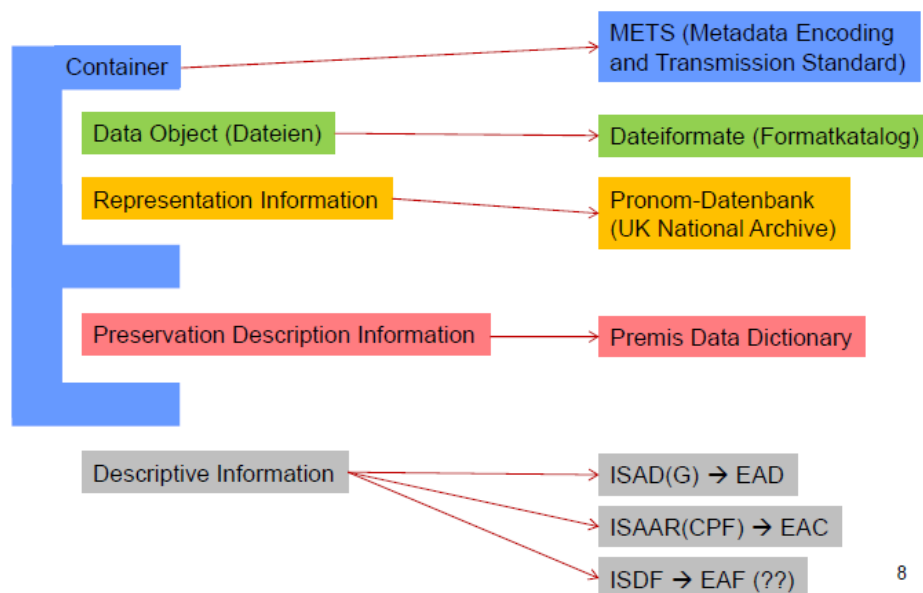 Container
METS (Metadata Encoding
and Transmission Standard)
Data Object (Dateien)
Dateiformate (Formatkatalog)
Representation Information
Pronom-Datenbank
(UK National Archive)
Preservation Description Information
Premis Data Dictionary
Descriptive Information
ISAD(G) → EAD
ISAAR(CPF) → EAC
ISDF → EAF (??)
8